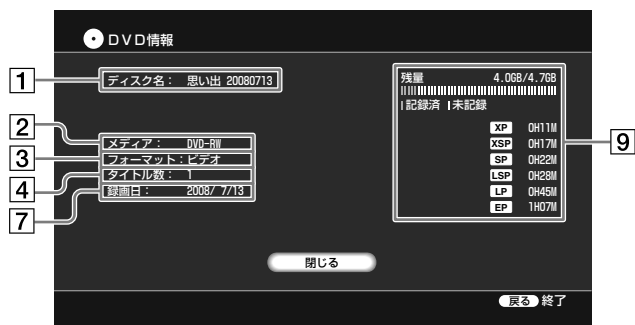 DVD情報
1
ディスク名： 思い出 20080713
2
メディア： DVD-RW
3
フォーマット：ビデオ
4
タイトル数： 1
7
録画日： 2008/ 7/13
残量 4.0GB/4.7GB
記録済 未記録
XP 0H11M
XSP 0H17M
SP 0H22M
LSP 0H28M
LP 0H45M
EP 1H07M
9
閉じる
戻る 終了